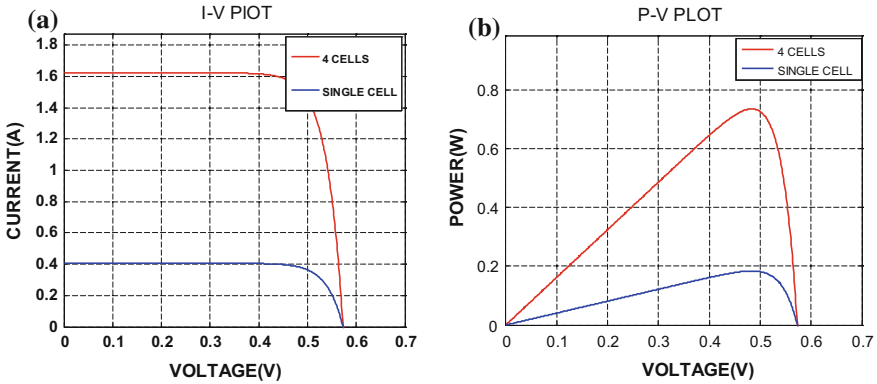 (a)
I-V PIOT
CURRENT(A)
1.8
1.6
1.4
1.2
1
0.8
0.6
0.4
0.2
0
0 0.1 0.2 0.3 0.4 0.5 0.6 0.7
VOLTAGE(V)
4 CELLS
SINGLE CELL
(b)
P-V PLOT
POWER(W)
0.8
0.6
0.4
0.2
0
0 0.1 0.2 0.3 0.4 0.5 0.6 0.7
VOLTAGE(V)
4 CELLS
SINGLE CELL